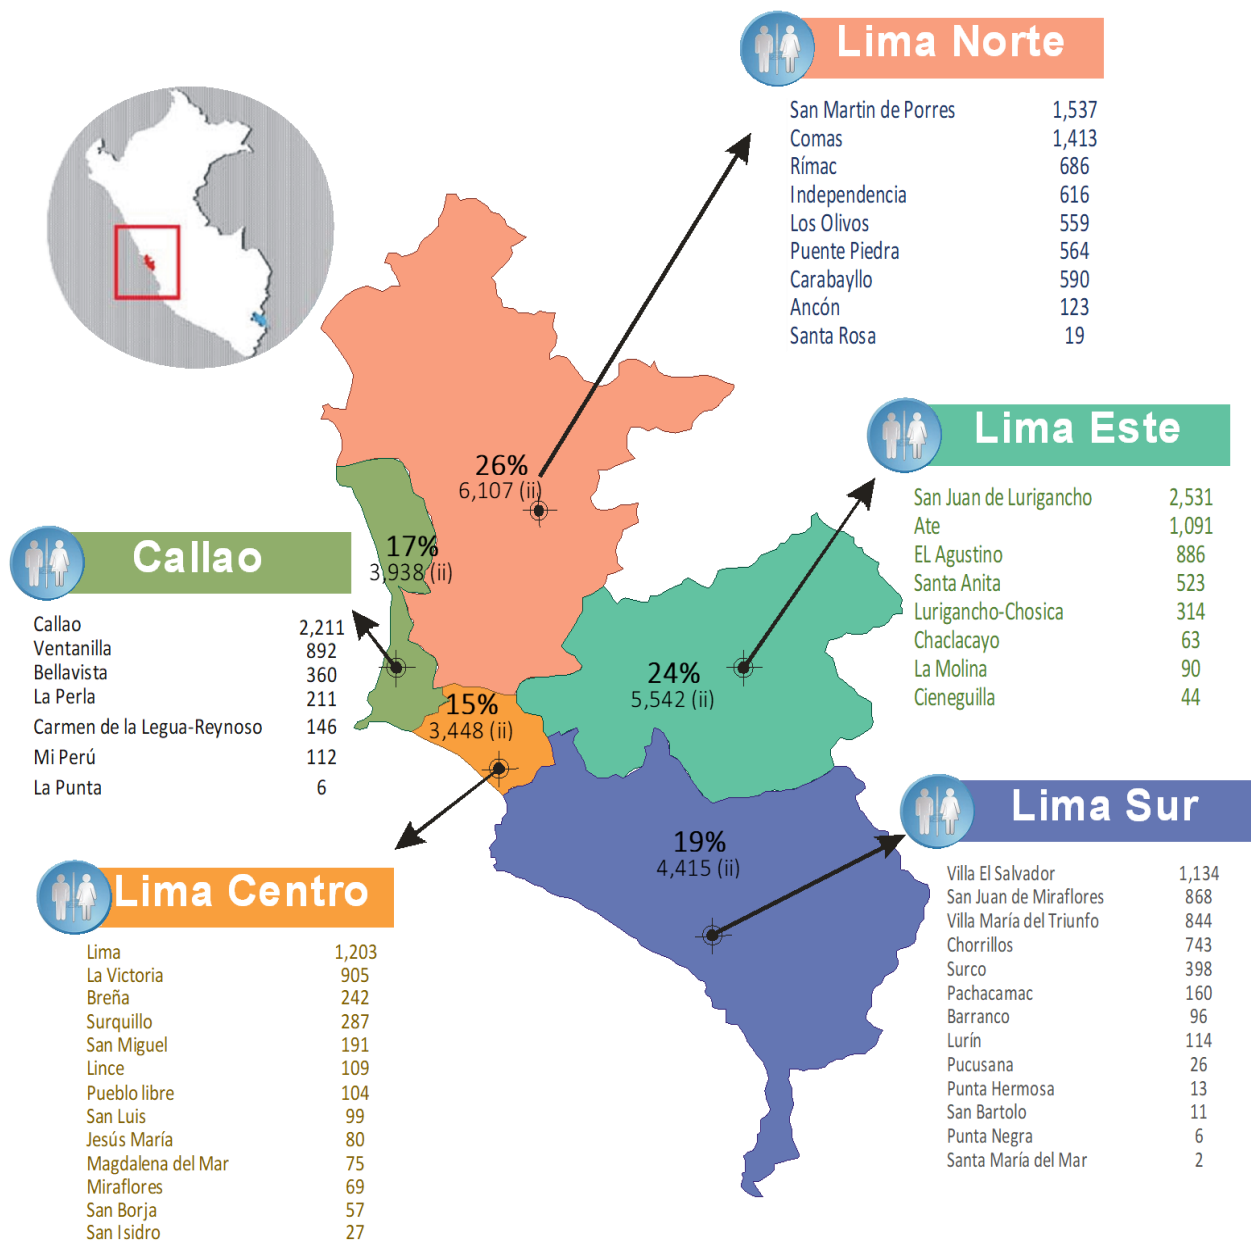 Lima Norte
San Martin de Porres 1,537
Comas 1,413
Rímac 686
Independencia 616
Los Olivos 559
Puente Piedra 564
Carabayllo 590
Ancón 123
Santa Rosa 19
26%
6,107 (ii)
Lima Este
San Juan de Lurigancho 2,531
Ate 1,091
EL Agustino 886
Santa Anita 523
Lurigancho-Chosica 314
Chaclacayo 63
La Molina 90
Cieneguilla 44
24%
5,542 (ii)
Callao
Callao 2,211
Ventanilla 892
Bellavista 360
La Perla 211
Carmen de la Legua-Reynoso 146
Mi Perú 112
La Punta 6
17%
3,938 (ii)
15%
3,448 (ii)
Lima Sur
19%
4,415 (ii)
Villa El Salvador 1,134
San Juan de Miraflores 868
Villa María del Triunfo 844
Chorrillos 743
Surco 398
Pachacamac 160
Barranco 96
Lurín 114
Pucusana 26
Punta Hermosa 13
San Bartolo 11
Punta Negra 6
Santa María del Mar 2
Lima Centro
Lima 1,203
La Victoria 905
Breña 242
Surquillo 287
San Miguel 191
Lince 109
Pueblo libre 104
San Luis 99
Jesús María 80
Magdalena del Mar 75
Miraflores 69
San Borja 57
San Isidro 27